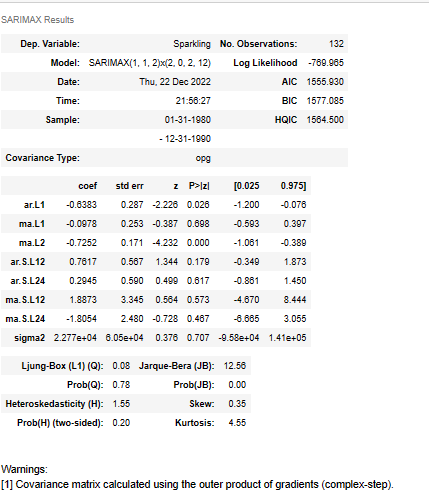 SARIMAX Results
Dep. Variable: Sparkling No. Observations: 132
Model: SARIMAX(1, 1, 2)x(2, 0, 2, 12) Log Likelihood -769.965
Date: Thu, 22 Dec 2022 AIC 1555.930
Time: 21:56:27 BIC 1577.085
Sample: 01-31-1980 HQIC 1564.500
- 12-31-1990
Covariance Type: opg
coef std err z P>|z| [0.025 0.975]
ar.L1 -0.6383 0.287 -2.226 0.026 -1.200 -0.076
ma.L1 -0.0978 0.253 -0.387 0.698 -0.593 0.397
ma.L2 -0.7252 0.171 -4.232 0.000 -1.061 -0.389
ar.S.L12 0.7617 0.567 1.344 0.179 -0.349 1.873
ar.S.L24 0.2945 0.590 0.499 0.617 -0.861 1.450
ma.S.L12 1.8873 3.345 0.564 0.573 -4.670 8.444
ma.S.L24 -1.8054 2.480 -0.728 0.467 -6.665 3.055
sigma2 2.277e+04 6.05e+04 0.376 0.707 -9.58e+04 1.41e+05
Ljung-Box (L1) (Q): 0.08 Jarque-Bera (JB): 12.56
Prob(Q): 0.78 Prob(JB): 0.00
Heteroskedasticity (H): 1.55 Skew: 0.35
Prob(H) (two-sided): 0.20 Kurtosis: 4.55
Warnings:
[1] Covariance matrix calculated using the outer product of gradients (complex-step).